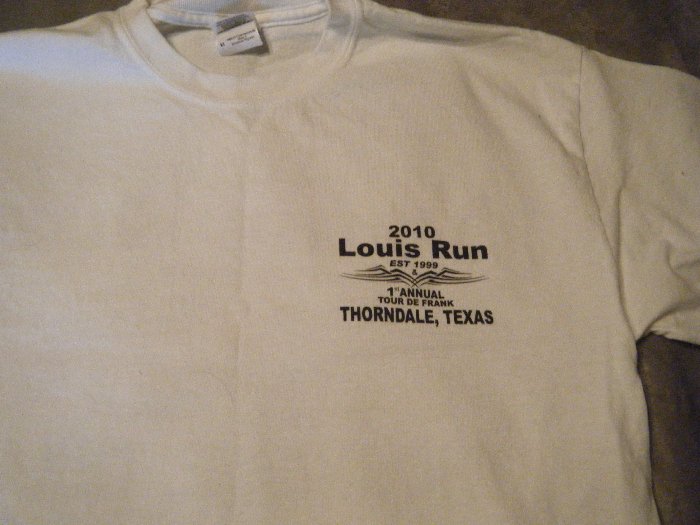 2010
Louis Run
EST 1999
&
1st ANNUAL
TOUR DE FRANK
THORNDALE, TEXAS